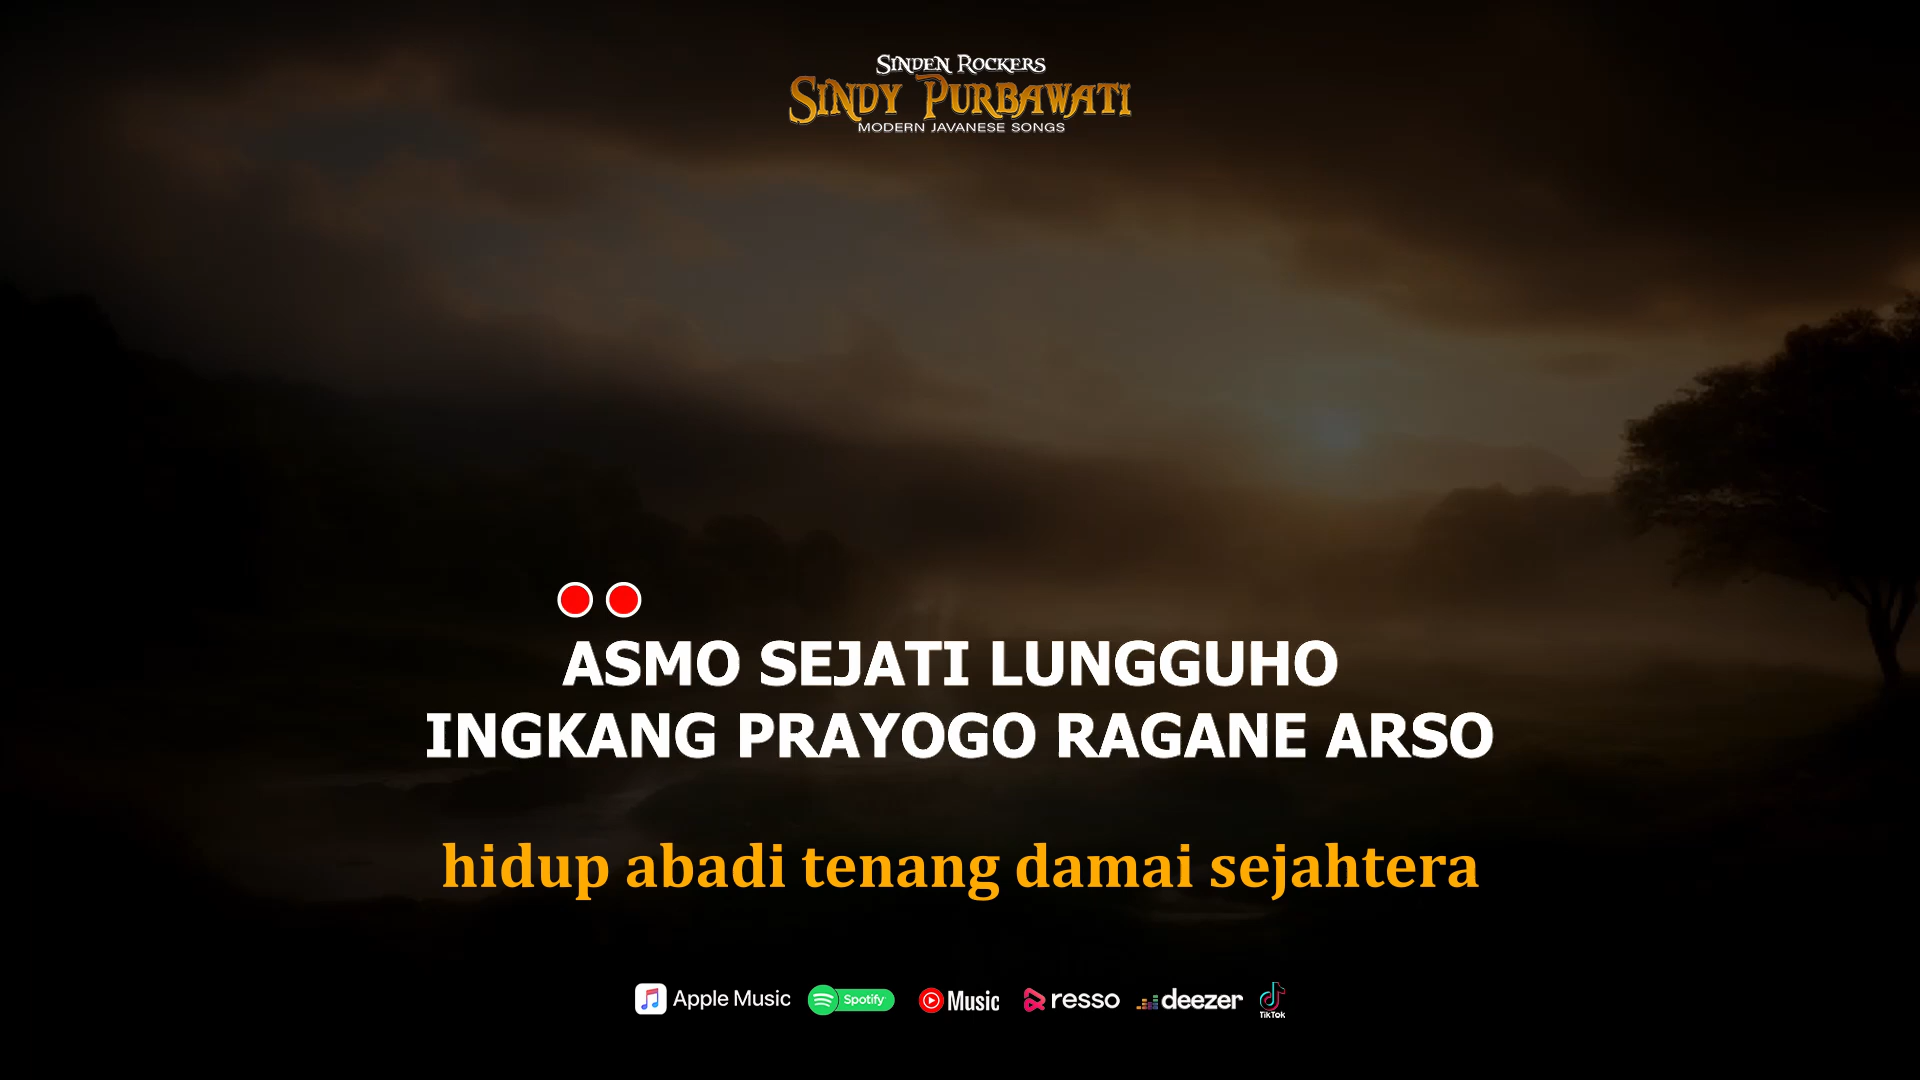 SINDEN ROCKERS
SINDY PURBAWATI
MODERN JAVANESE SONGS
ASMO SEJATI LUNGGUHO
INGKANG PRAYOGO RAGANE ARSO
hidup abadi tenang damai sejahtera
Apple Music Spotify Music resso deezer TikTok